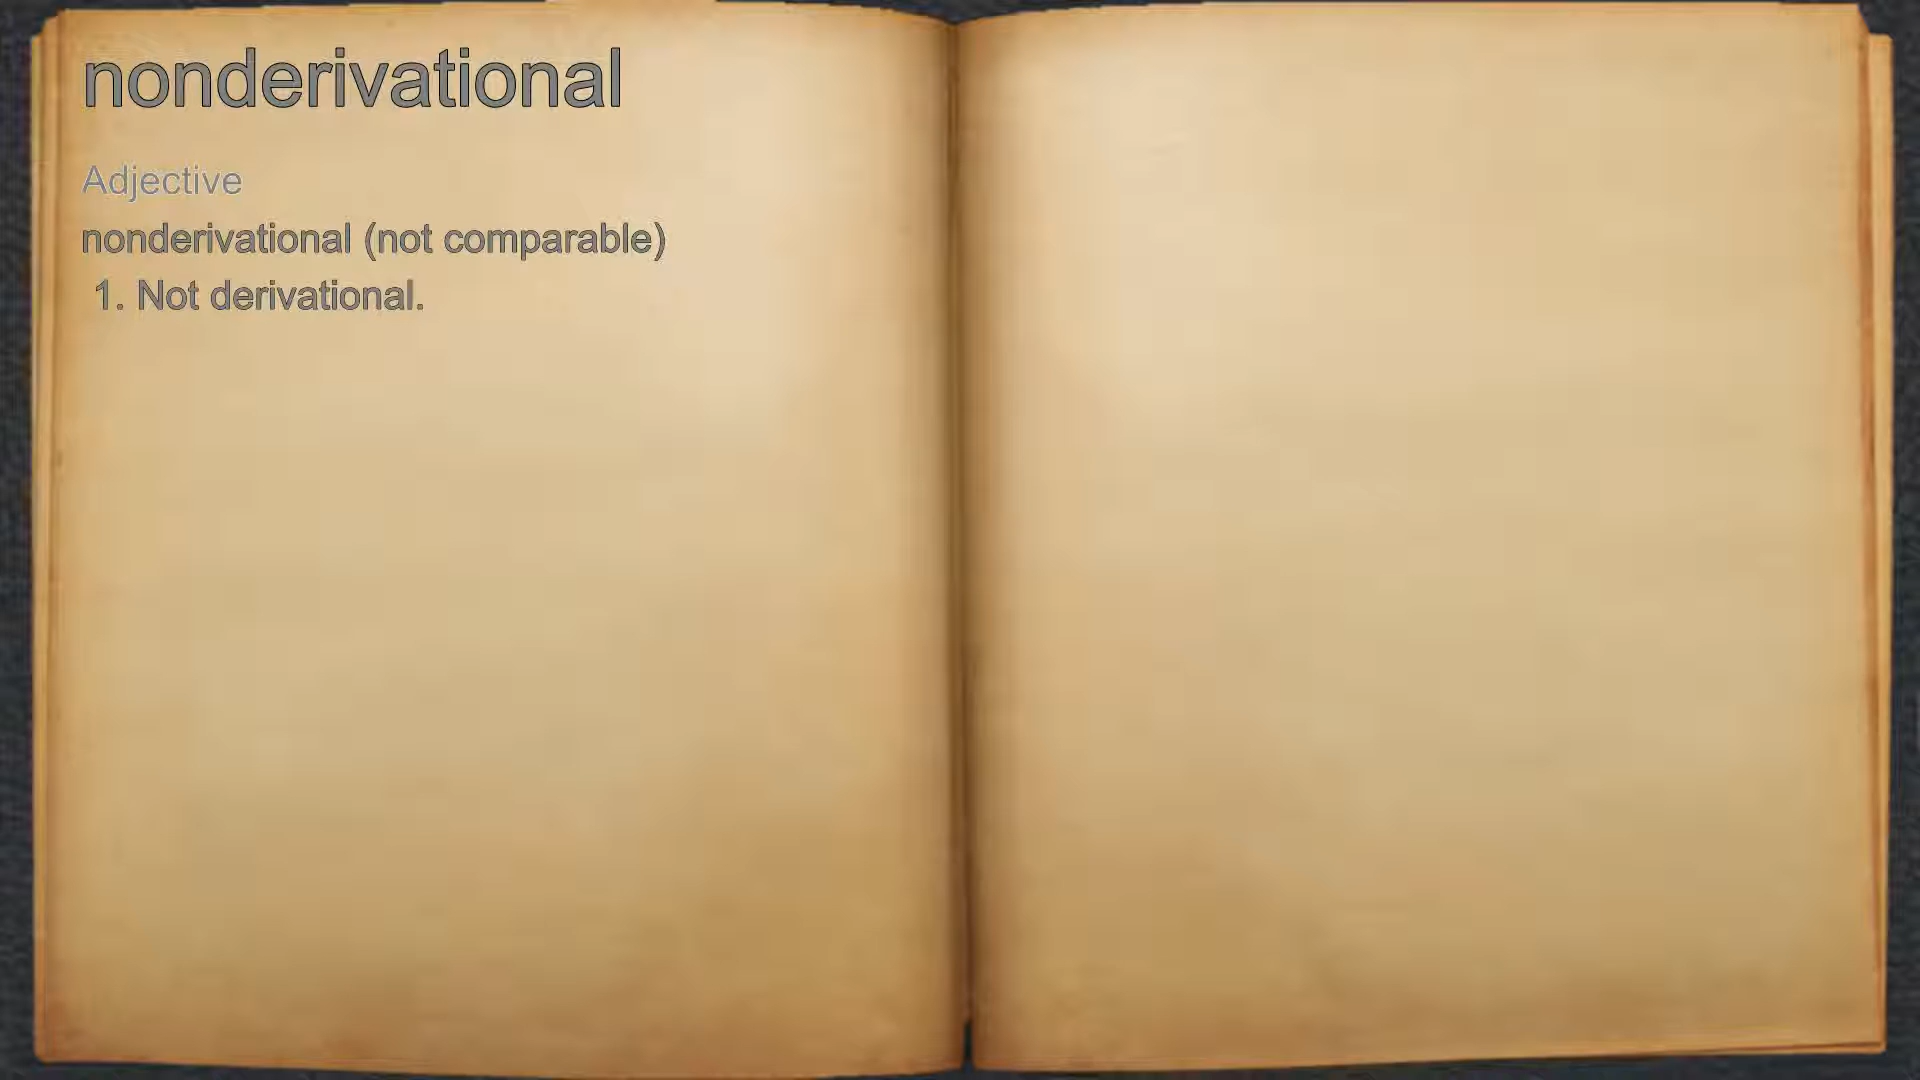 nonderivational
Adjective
nonderivational (not comparable)
1. Not derivational.